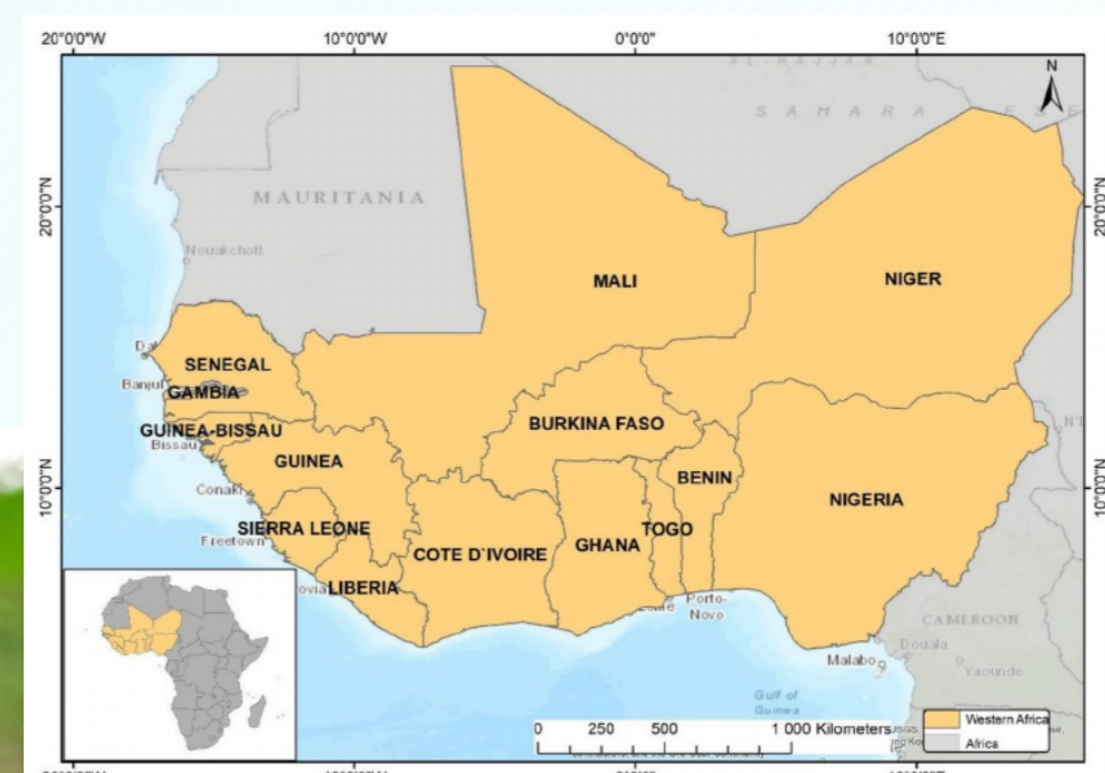 20°0'0"W 10°0'0"W 0°0'0" 10°0'0"E
N
AL-HAJJAR
SAHARA
20°0'0"N
20°0'0"N
MAURITANIA
Nouakchott
MALI
NIGER
SENEGAL
Banjul
GAMBIA
BURKINA FASO
GUINEA-BISSAU
Bissau
GUINEA
BENIN
10°0'0"N
10°0'0"N
NIGERIA
SIERRA LEONE
Freetown
COTE D`IVOIRE
GHANA
TOGO
LIBERIA
Porto-
Novo
CAMEROON
Douala
Malabo
Yaounde
Gulf of
Guinea
0 250 500 1 000 Kilometers
Western Africa
Africa